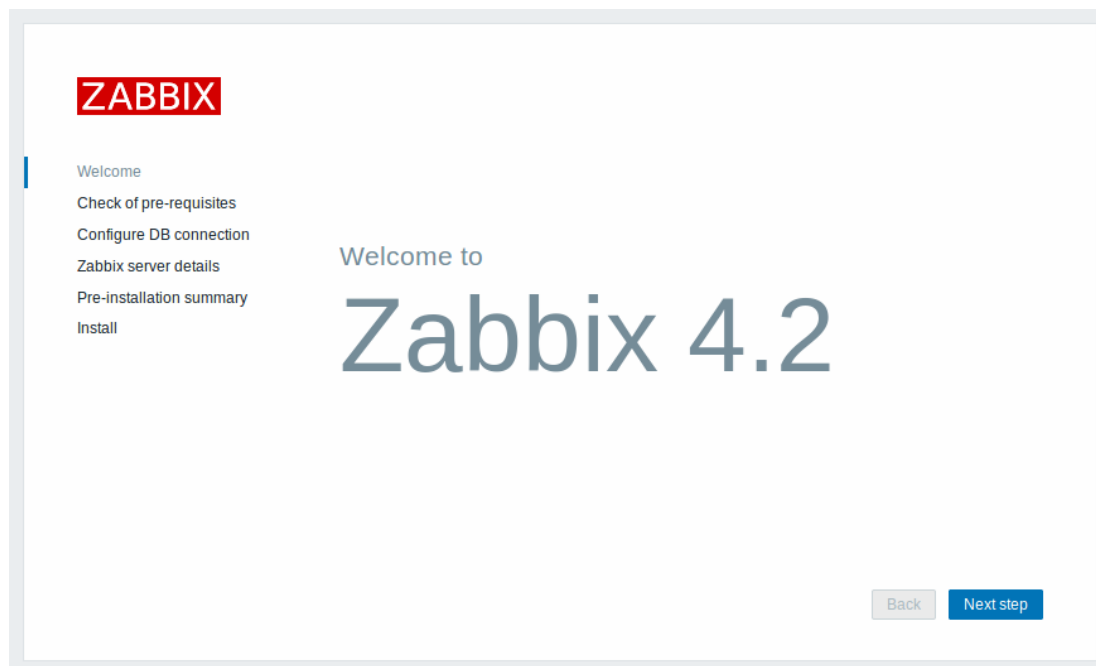 ZABBIX
Welcome
Check of pre-requisites
Configure DB connection
Zabbix server details
Pre-installation summary
Install
Welcome to
Zabbix 4.2
Back
Next step